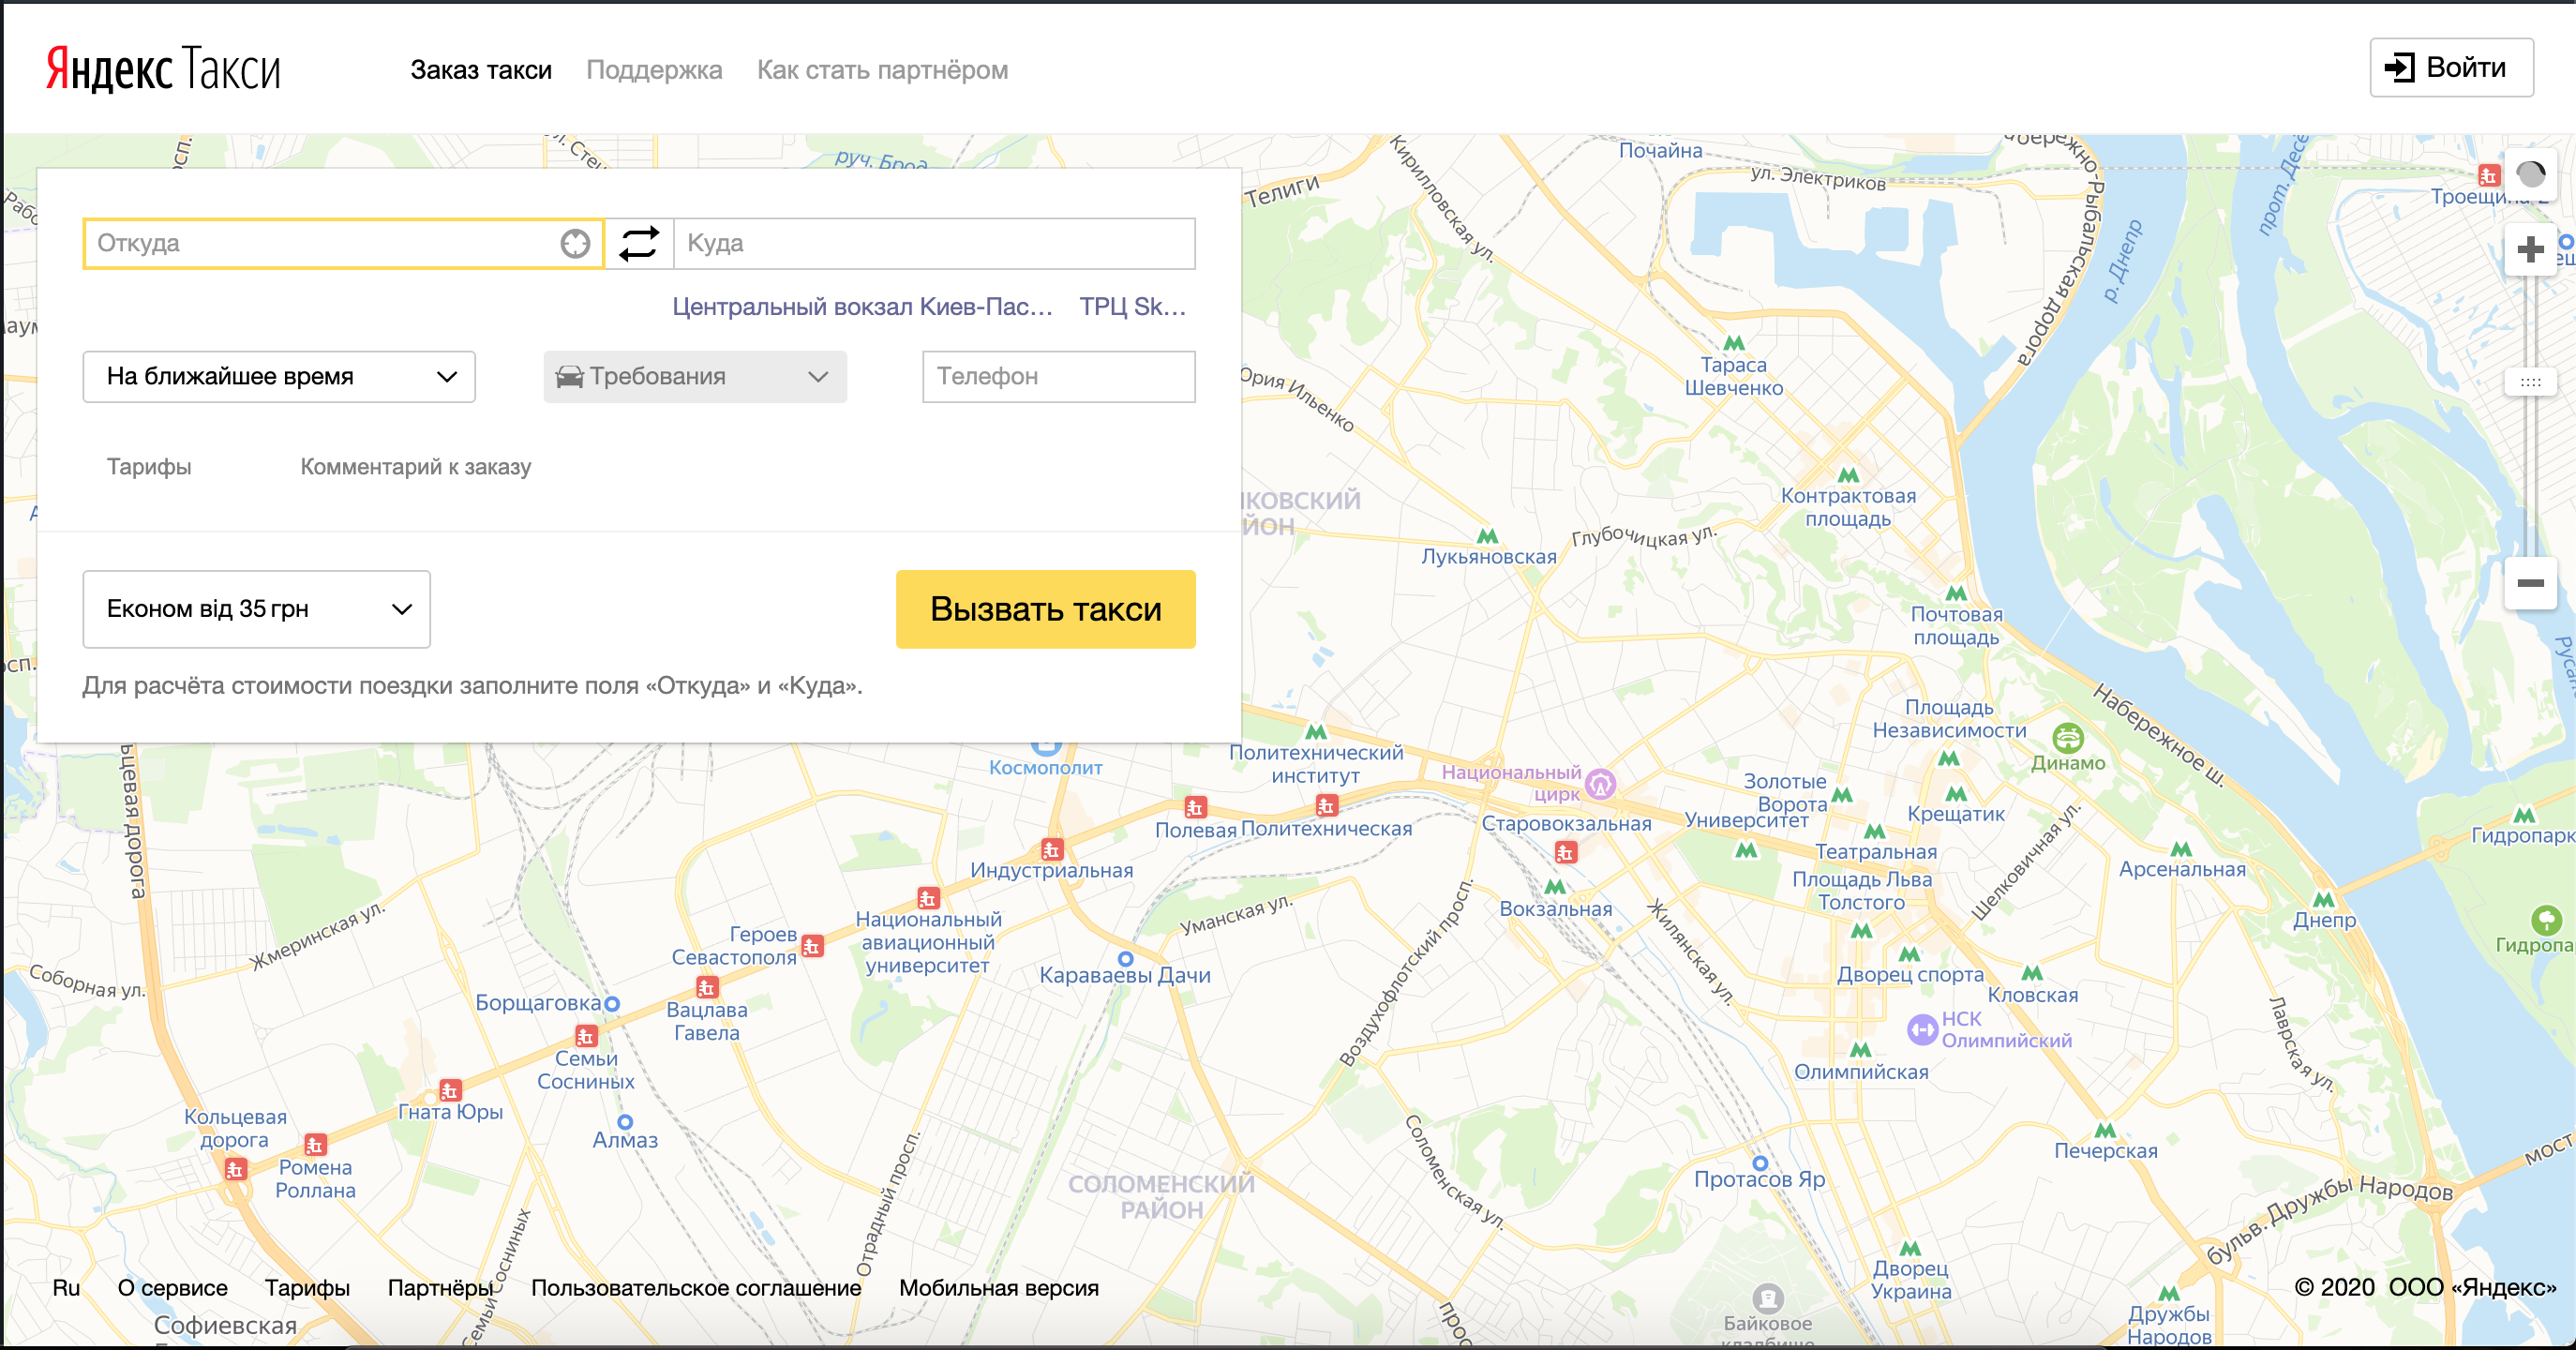 Яндекс Такси
Заказ такси
Поддержка
Как стать партнёром
Войти
Откуда
Куда
Центральный вокзал Киев-Пас...
ТРЦ Sk...
На ближайшее время
Требования
Телефон
Тарифы
Комментарий к заказу
Економ від 35 грн
Вызвать такси
Для расчёта стоимости поездки заполните поля «Откуда» и «Куда».
руч. Брод
Телиги
Кирилловская ул.
Почайна
ул. Электриков
р. Днепр
Тараса
Шевченко
Контрактовая
площадь
Лукьяновская
Глубочицкая ул.
Почтовая
площадь
Набережное ш.
Площадь
Независимости
Динамо
Космополит
Политехнический
институт
Национальный
цирк
Золотые
Ворота
Крещатик
Полевая
Политехническая
Старовокзальная
Университет
Театральная
Гидропарк
Индустриальная
Арсенальная
Площадь Льва
Толстого
Шелковичная ул.
Национальный
авиационный
университет
Уманская ул.
Вокзальная
Днепр
Жмеринская ул.
Героев
Севастополя
Воздухофлотский просп.
Жилянская ул.
Караваевы Дачи
Дворец спорта
Кловская
Соборная ул.
Борщаговка
Вацлава
Гавела
НСК
Олимпийский
Лаврская ул.
Семьи
Сосниных
Олимпийская
Кольцевая
дорога
Гната Юры
Алмаз
Соломенская ул.
Печерская
Ромена
Роллана
Отрадный просп.
СОЛОМЕНСКИЙ
РАЙОН
Протасов Яр
мост
бульв. Дружбы Народов
Дворец
Украина
Байковое
Дружбы
Народов
Софиевская
Ru
О сервисе
Тарифы
Партнёры
Пользовательское соглашение
Мобильная версия
© 2020 ООО «Яндекс»